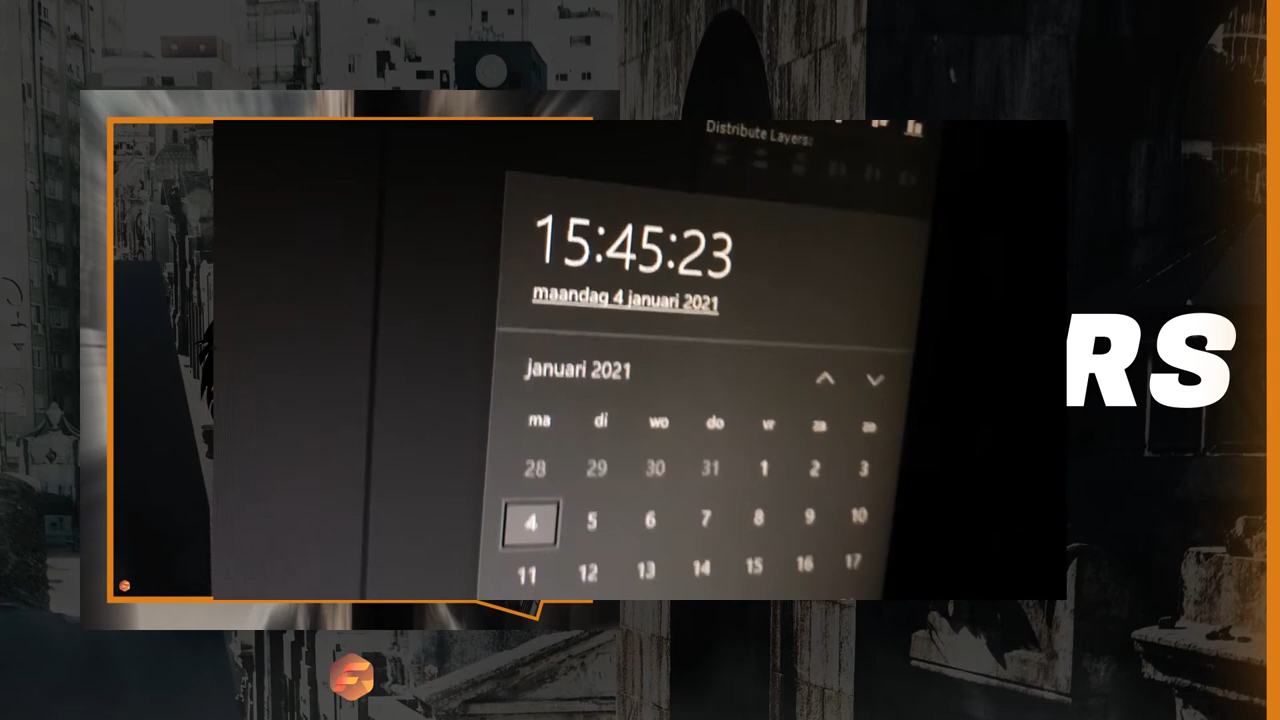 Distribute Layers:
15:45:23
maandag 4 januari 2021
januari 2021
ma di wo do vr za zo
28 29 30 31 1 2 3
4 5 6 7 8 9 10
11 12 13 14 15 16 17
RS